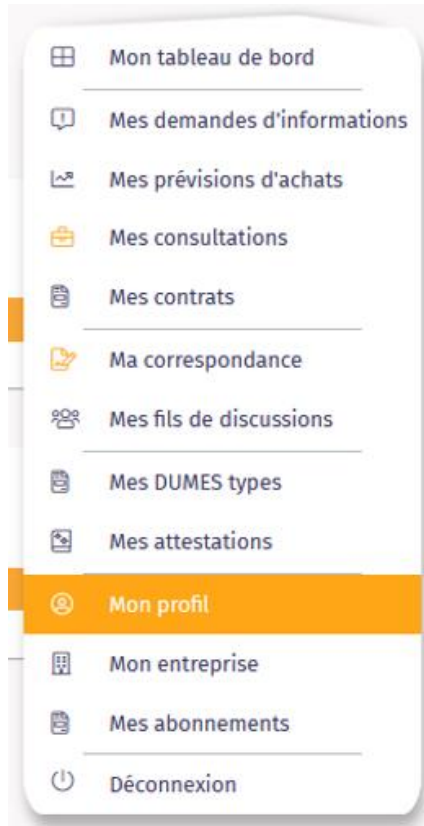 Mon tableau de bord
Mes demandes d'informations
Mes prévisions d'achats
Mes consultations
Mes contrats
Ma correspondance
Mes fils de discussions
Mes DUMES types
Mes attestations
Mon profil
Mon entreprise
Mes abonnements
Déconnexion